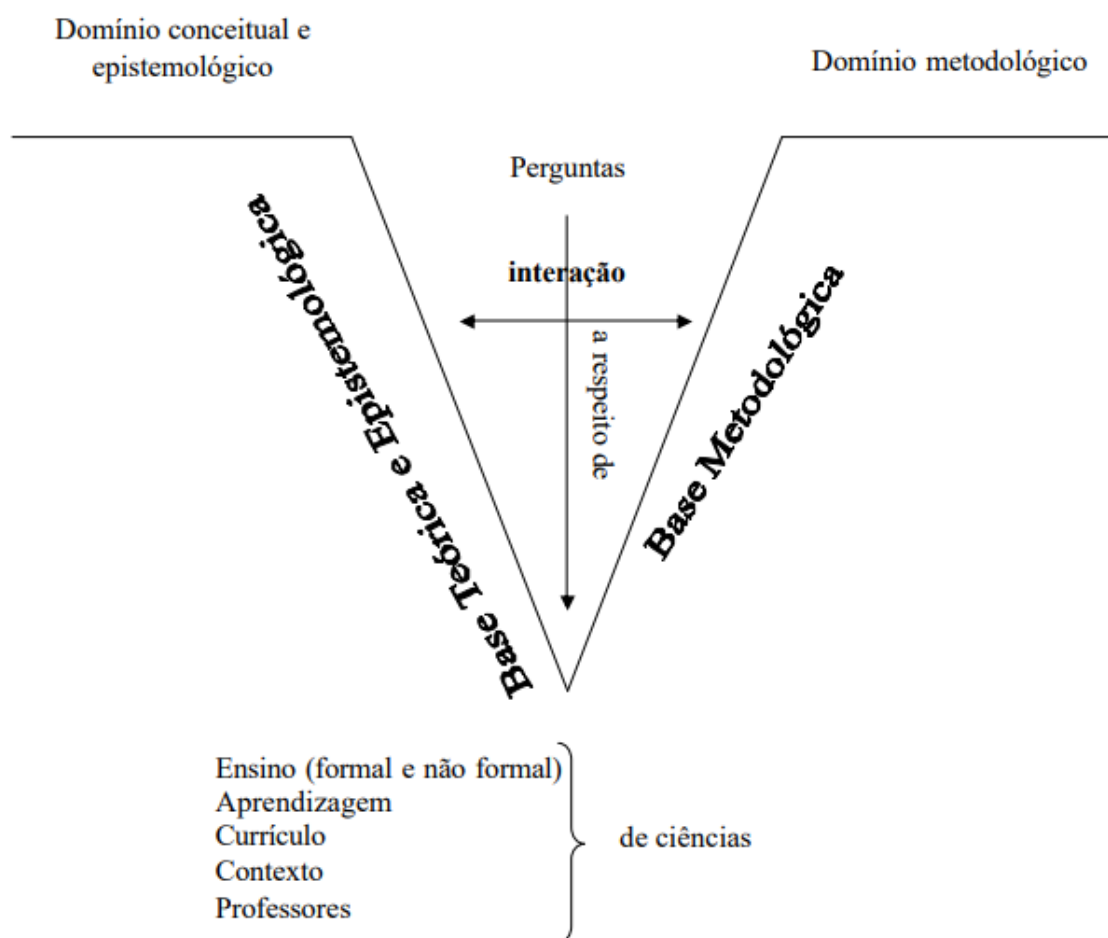 Domínio conceitual e
epistemológico
Domínio metodológico
Perguntas
interação
a respeito de
Base Teórica e Epistemológica
Base Metodológica
Ensino (formal e não formal)
Aprendizagem
Currículo
Contexto
Professores
de ciências